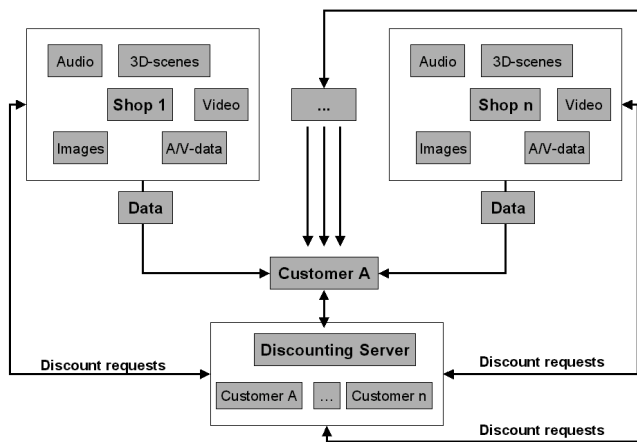 Audio
3D-scenes
Shop 1
Video
Images
A/V-data
...
Audio
3D-scenes
Shop n
Video
Images
A/V-data
Data
Data
Customer A
Discounting Server
Customer A
...
Customer n
Discount requests
Discount requests
Discount requests